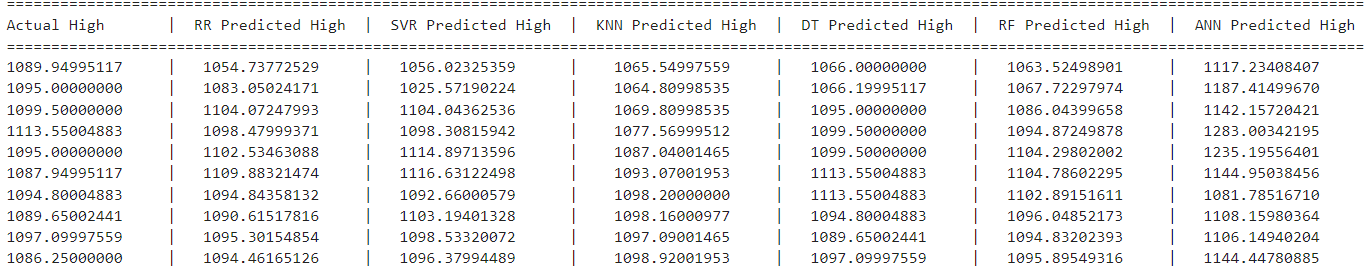 Actual High | RR Predicted High | SVR Predicted High | KNN Predicted High | DT Predicted High | RF Predicted High | ANN Predicted High
1089.94995117 | 1054.73772529 | 1056.02325359 | 1065.54997559 | 1066.00000000 | 1063.52498901 | 1117.23408407
1095.00000000 | 1083.05024171 | 1025.57190224 | 1064.80998535 | 1066.19995117 | 1067.72297974 | 1187.41499670
1099.50000000 | 1104.07247993 | 1104.04362536 | 1069.80998535 | 1095.00000000 | 1086.04399658 | 1142.15720421
1113.55004883 | 1098.47999371 | 1098.30815942 | 1077.56999512 | 1099.50000000 | 1094.87249878 | 1283.00342195
1095.00000000 | 1102.53463088 | 1114.89713596 | 1087.04001465 | 1099.50000000 | 1104.29802002 | 1235.19556401
1087.94995117 | 1109.88321474 | 1116.63122498 | 1093.07001953 | 1113.55004883 | 1104.78602295 | 1144.95038456
1094.80004883 | 1094.84358132 | 1092.66000579 | 1098.20000000 | 1113.55004883 | 1102.89151611 | 1081.78516710
1089.65002441 | 1090.61517816 | 1103.19401328 | 1098.16000977 | 1094.80004883 | 1096.04852173 | 1108.15980364
1097.09997559 | 1095.30154854 | 1098.53320072 | 1097.09001465 | 1089.65002441 | 1094.83202393 | 1106.14940204
1086.25000000 | 1094.46165126 | 1096.37994489 | 1098.92001953 | 1097.09997559 | 1095.89549316 | 1144.44780885